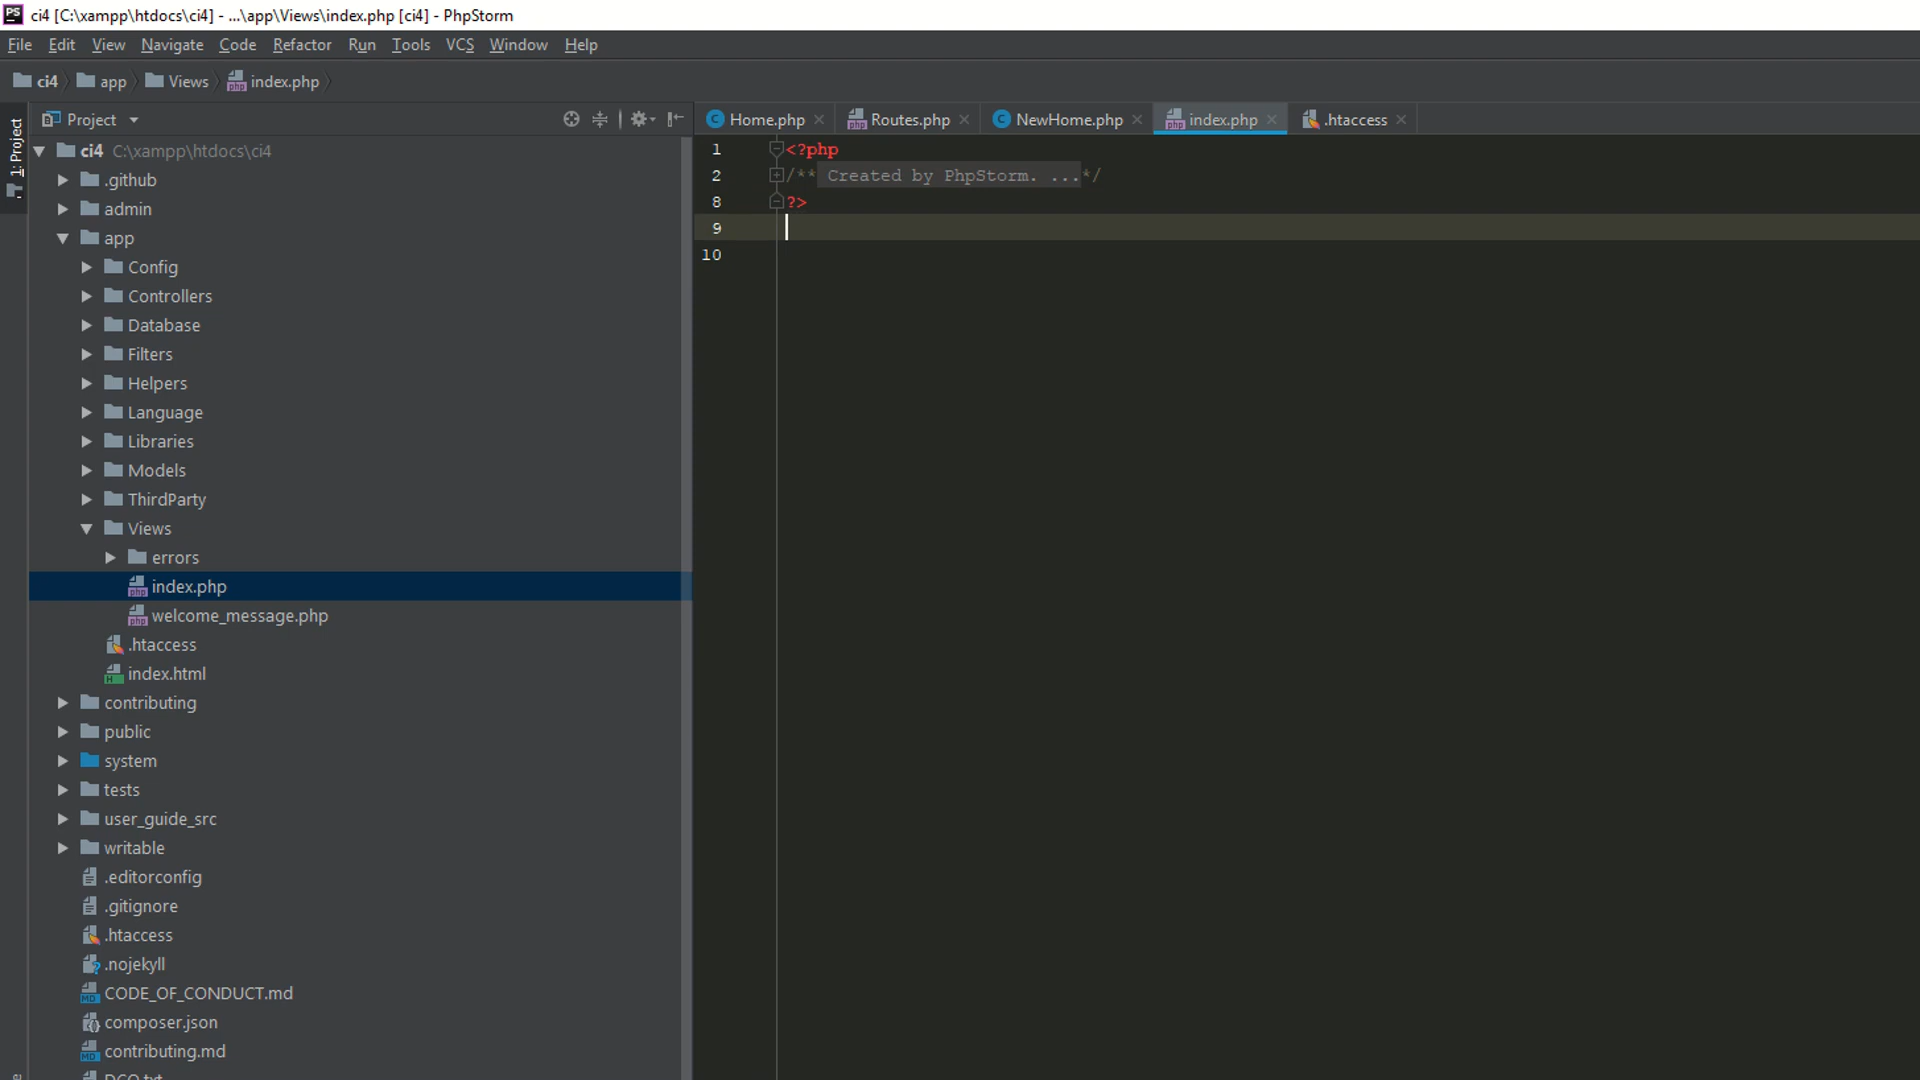 PS ci4 [C:\xampp\htdocs\ci4] - ...\app\Views\index.php [ci4] - PhpStorm
File Edit View Navigate Code Refactor Run Tools VCS Window Help
ci4 app Views index.php
1: Project
Project
Home.php Routes.php NewHome.php index.php .htaccess
ci4 C:\xampp\htdocs\ci4
.github
admin
app
Config
Controllers
Database
Filters
Helpers
Language
Libraries
Models
ThirdParty
Views
errors
index.php
welcome_message.php
.htaccess
index.html
contributing
public
system
tests
user_guide_src
writable
.editorconfig
.gitignore
.htaccess
.nojekyll
CODE_OF_CONDUCT.md
composer.json
contributing.md
DCO.txt
1 <?php
2 /** Created by PhpStorm. ...*/
8 ?>
9
10